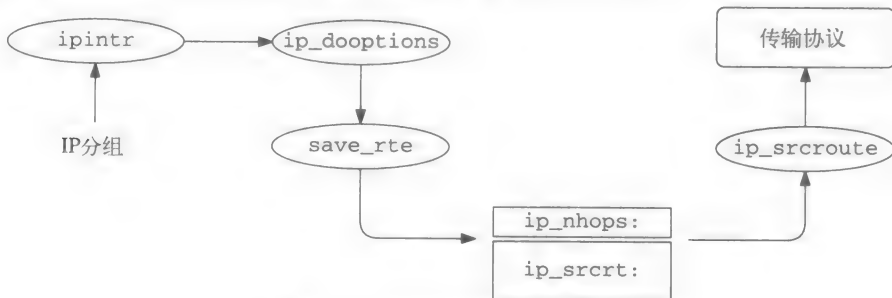 ipintr
ip_dooptions
传输协议
IP分组
save_rte
ip_srcroute
ip_nhops:
ip_srcrt: